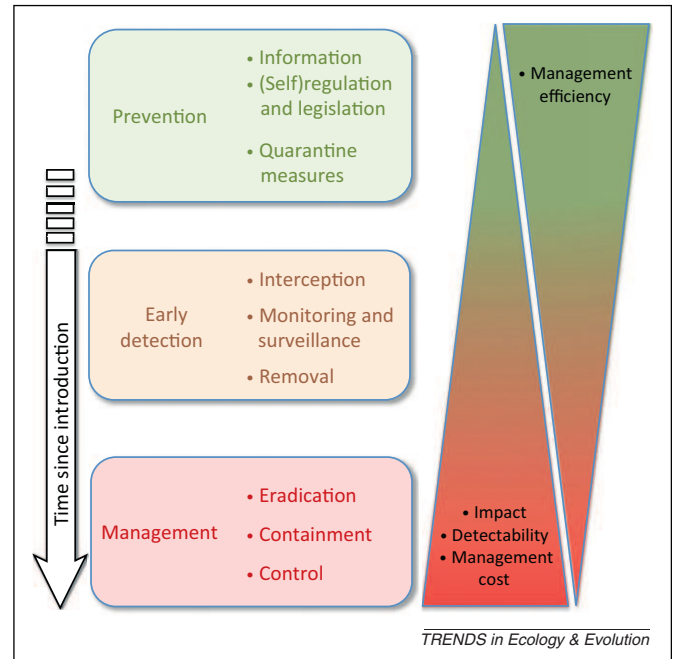 Prevention
• Information
• (Self)regulation
and legislation
• Quarantine
measures
Early
detection
• Interception
• Monitoring and
surveillance
• Removal
Management
• Eradication
• Containment
• Control
Time since introduction
• Management
efficiency
• Impact
• Detectability
• Management
cost
TRENDS in Ecology & Evolution